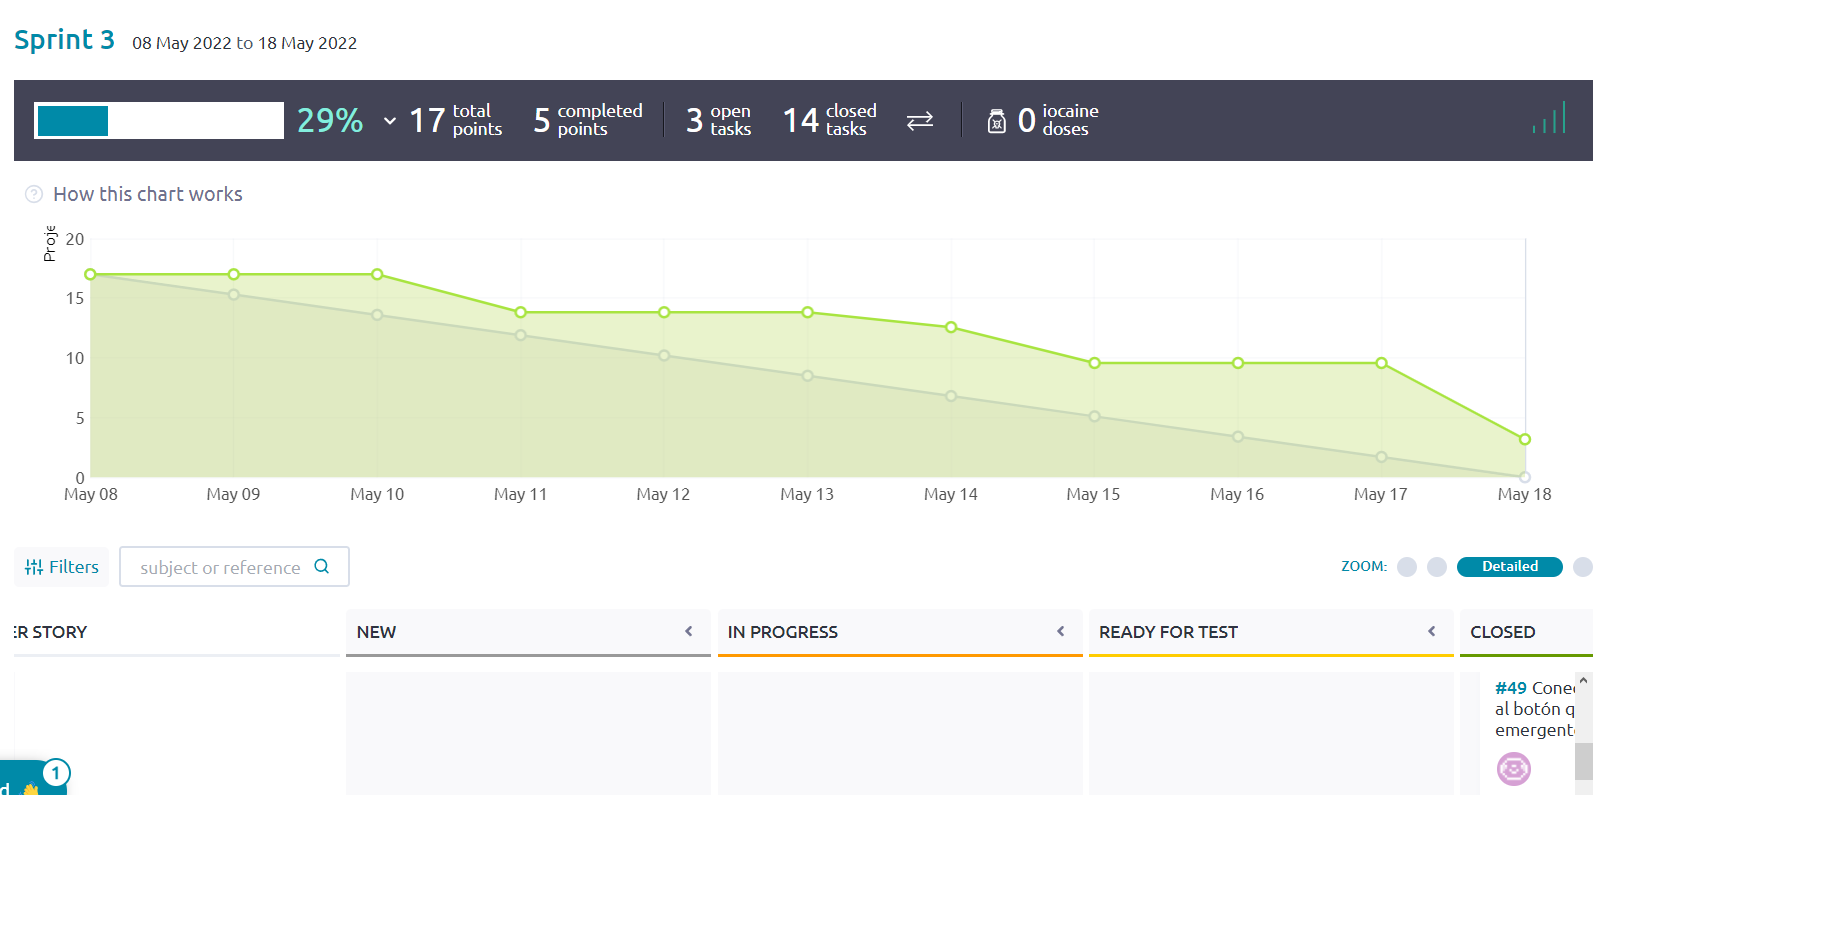 Sprint 3 08 May 2022 to 18 May 2022
29% 17 total points 5 completed points 3 open tasks 14 closed tasks 0 iocaine doses
How this chart works
Proje
20
15
10
5
0
May 08 May 09 May 10 May 11 May 12 May 13 May 14 May 15 May 16 May 17 May 18
Filters subject or reference ZOOM: Detailed
ER STORY NEW IN PROGRESS READY FOR TEST CLOSED
#49 Conec
al botón q
emergent
1
d